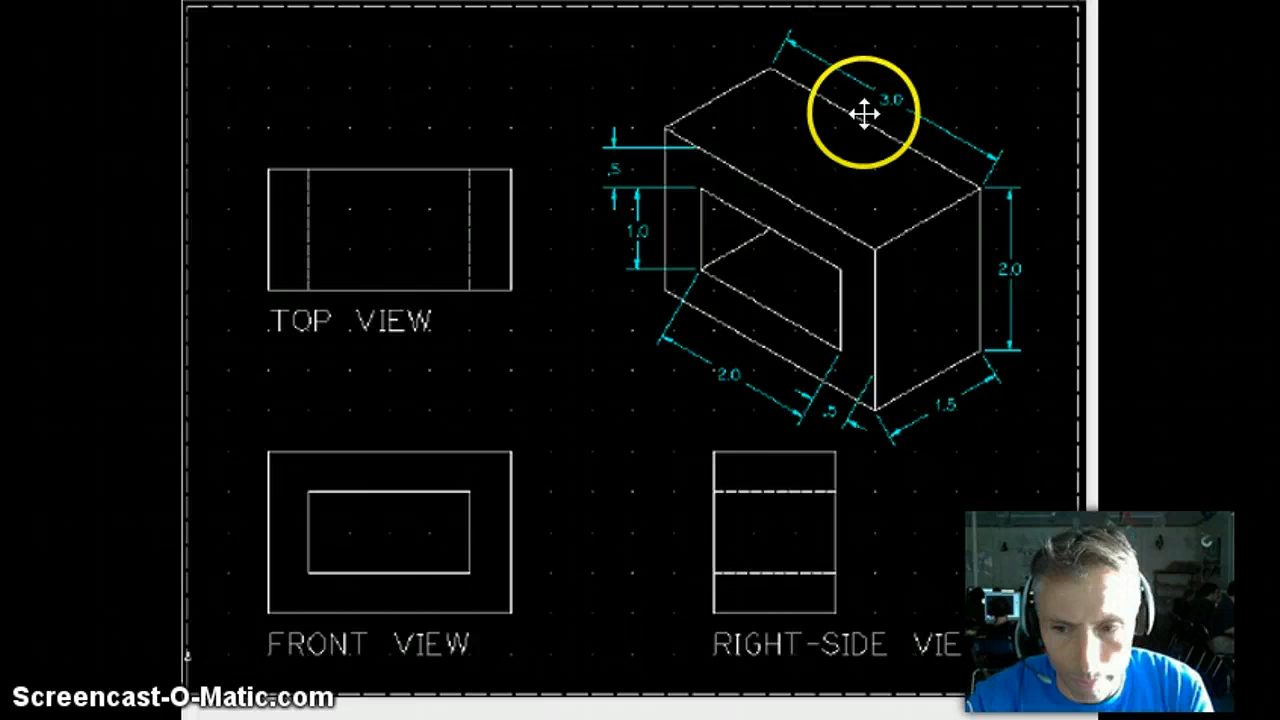 3.0
.5
1.0
2.0
2.0
.5
1.5
TOP VIEW
FRONT VIEW
RIGHT-SIDE VIE
Screencast-O-Matic.com